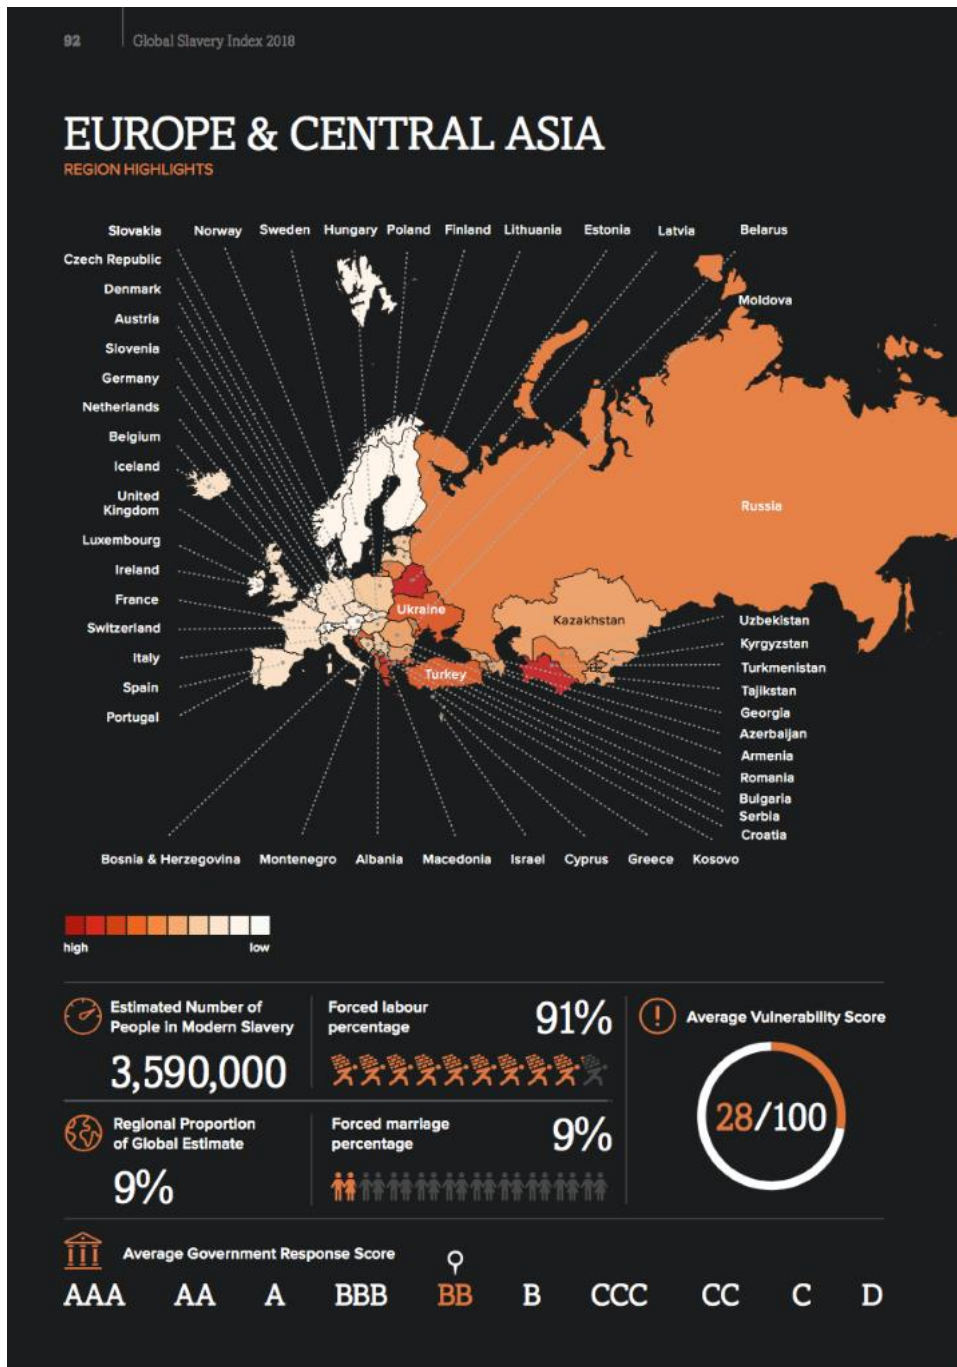 92
Global Slavery Index 2018
EUROPE & CENTRAL ASIA
REGION HIGHLIGHTS
Slovakia Norway Sweden Hungary Poland Finland Lithuania Estonia Latvia Belarus
Czech Republic
Denmark
Moldova
Austria
Slovenia
Germany
Netherlands
Belgium
Iceland
United
Kingdom
Russia
Luxembourg
Ireland
France
Ukraine
Kazakhstan
Uzbekistan
Switzerland
Kyrgyzstan
Italy
Turkey
Turkmenistan
Spain
Tajikstan
Portugal
Georgia
Azerbaijan
Armenia
Romania
Bulgaria
Serbia
Croatia
Bosnia & Herzegovina Montenegro Albania Macedonia Israel Cyprus Greece Kosovo
high low
Estimated Number of
People in Modern Slavery
3,590,000
Forced labour
percentage
91%
Average Vulnerability Score
28/100
Regional Proportion
of Global Estimate
9%
Forced marriage
percentage
9%
Average Government Response Score
AAA AA A BBB BB B CCC CC C D